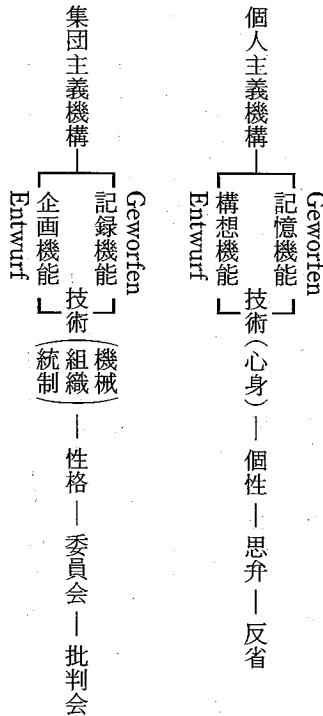 個人主義機構
Geworfen
記憶機能
構想機能
Entwurf
技術(心身)―個性―思弁―反省
集団主義機構
Geworfen
記録機能
企画機能
Entwurf
技術(機械 組織 統制)―性格―委員会―批判会